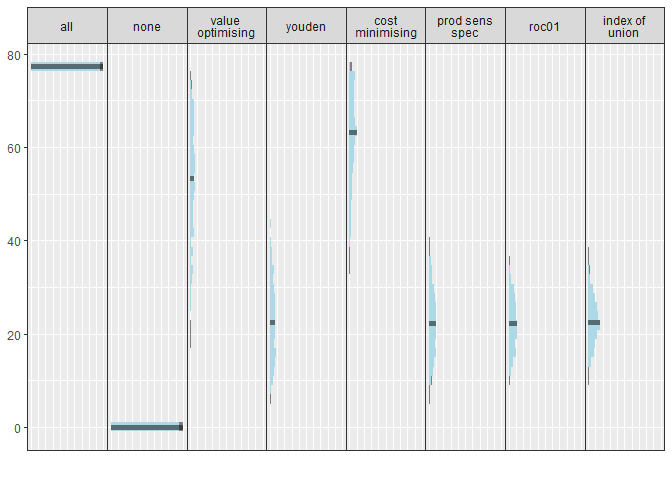 all
none
value
optimising
youden
cost
minimising
prod sens
spec
roc01
index of
union
80
60
40
20
0